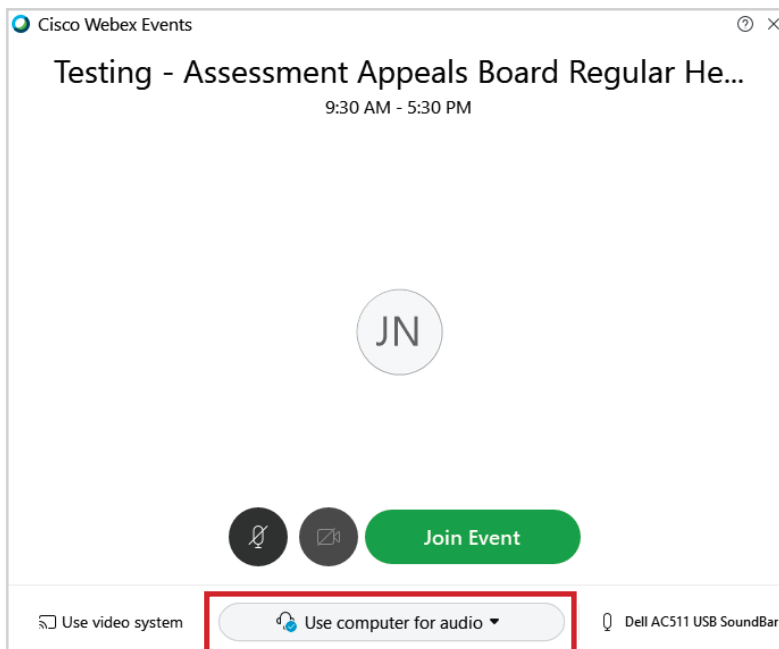 Cisco Webex Events
Testing - Assessment Appeals Board Regular He...
9:30 AM - 5:30 PM
JN
Join Event
Use video system
Use computer for audio
Dell AC511 USB SoundBar